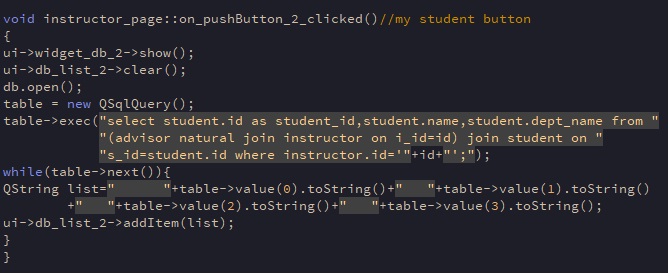 void instructor_page::on_pushButton_2_clicked()//my student button
{
ui->widget_db_2->show();
ui->db_list_2->clear();
db.open();
table = new QSqlQuery();
table->exec("select student.id as student_id,student.name,student.dept_name from "
"(advisor natural join instructor on i_id=id) join student on "
"s_id=student.id where instructor.id='"+id+"';");
while(table->next()){
QString list="      "+table->value(0).toString()+"   "+table->value(1).toString()
+"   "+table->value(2).toString()+"   "+table->value(3).toString();
ui->db_list_2->addItem(list);
}
}